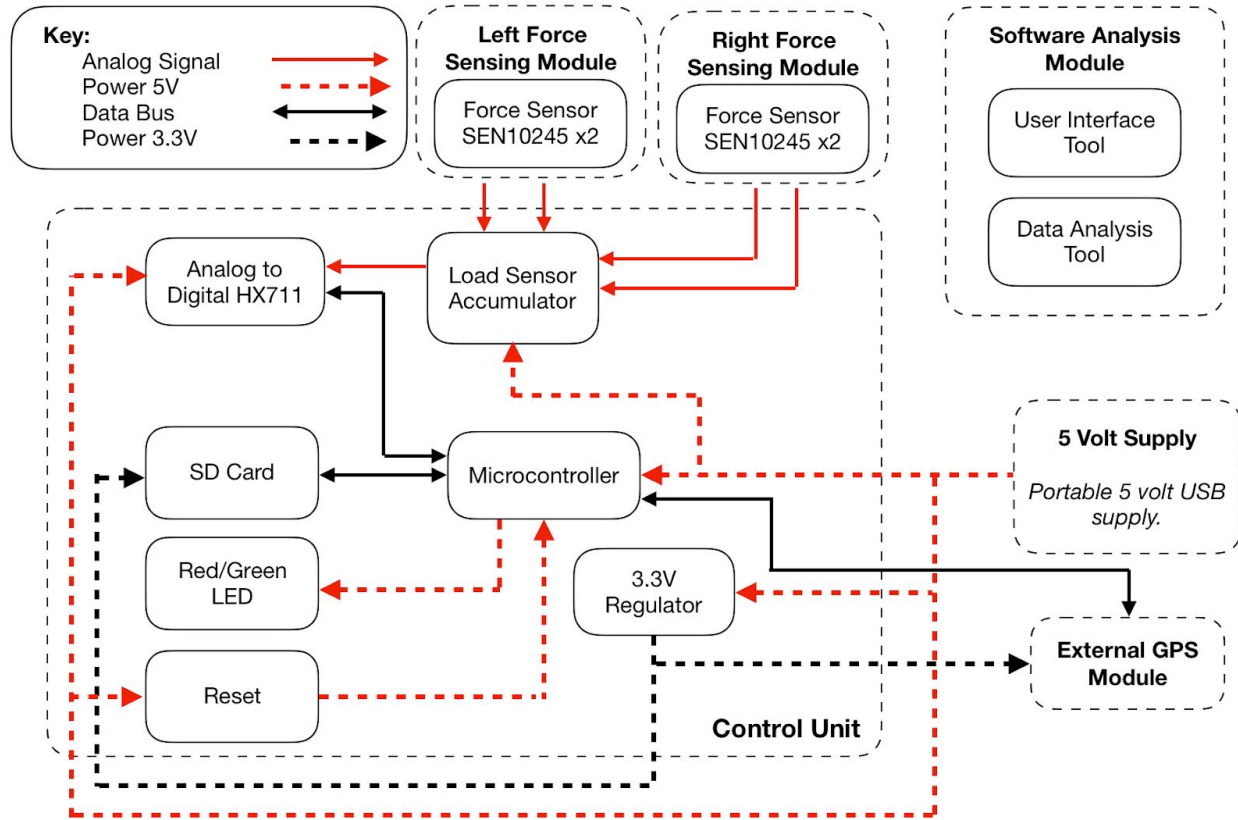 Key:
Analog Signal
Power 5V
Data Bus
Power 3.3V
Left Force
Sensing Module
Force Sensor
SEN10245 x2
Right Force
Sensing Module
Force Sensor
SEN10245 x2
Software Analysis
Module
User Interface
Tool
Data Analysis
Tool
Analog to
Digital HX711
Load Sensor
Accumulator
SD Card
Microcontroller
5 Volt Supply
Portable 5 volt USB
supply.
Red/Green
LED
3.3V
Regulator
External GPS
Module
Reset
Control Unit